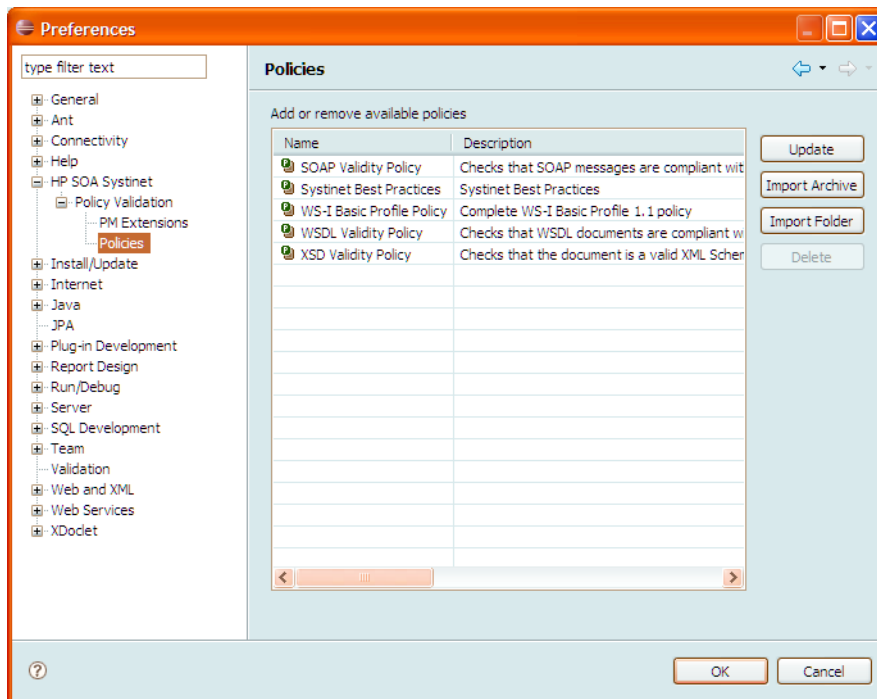 Preferences
type filter text
General
Ant
Connectivity
Help
HP SOA Systinet
Policy Validation
PM Extensions
Policies
Install/Update
Internet
Java
JPA
Plug-in Development
Report Design
Run/Debug
Server
SQL Development
Team
Validation
Web and XML
Web Services
XDoclet
Policies
Add or remove available policies
Name Description
SOAP Validity Policy Checks that SOAP messages are compliant wit
Systinet Best Practices Systinet Best Practices
WS-I Basic Profile Policy Complete WS-I Basic Profile 1.1 policy
WSDL Validity Policy Checks that WSDL documents are compliant w
XSD Validity Policy Checks that the document is a valid XML Scher
Update
Import Archive
Import Folder
Delete
OK Cancel